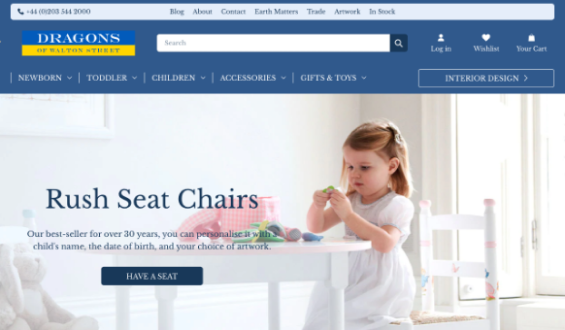 +44 (0)203 544 2000
Blog About Contact Earth Matters Trade Artwork In Stock
DRAGONS
OF WALTON STREET
Search
Log in Wishlist Your Cart
NEWBORN TODDLER CHILDREN ACCESSORIES GIFTS & TOYS INTERIOR DESIGN
Rush Seat Chairs
Our best-seller for over 30 years, you can personalise it with a
child's name, the date of birth, and your choice of artwork.
HAVE A SEAT